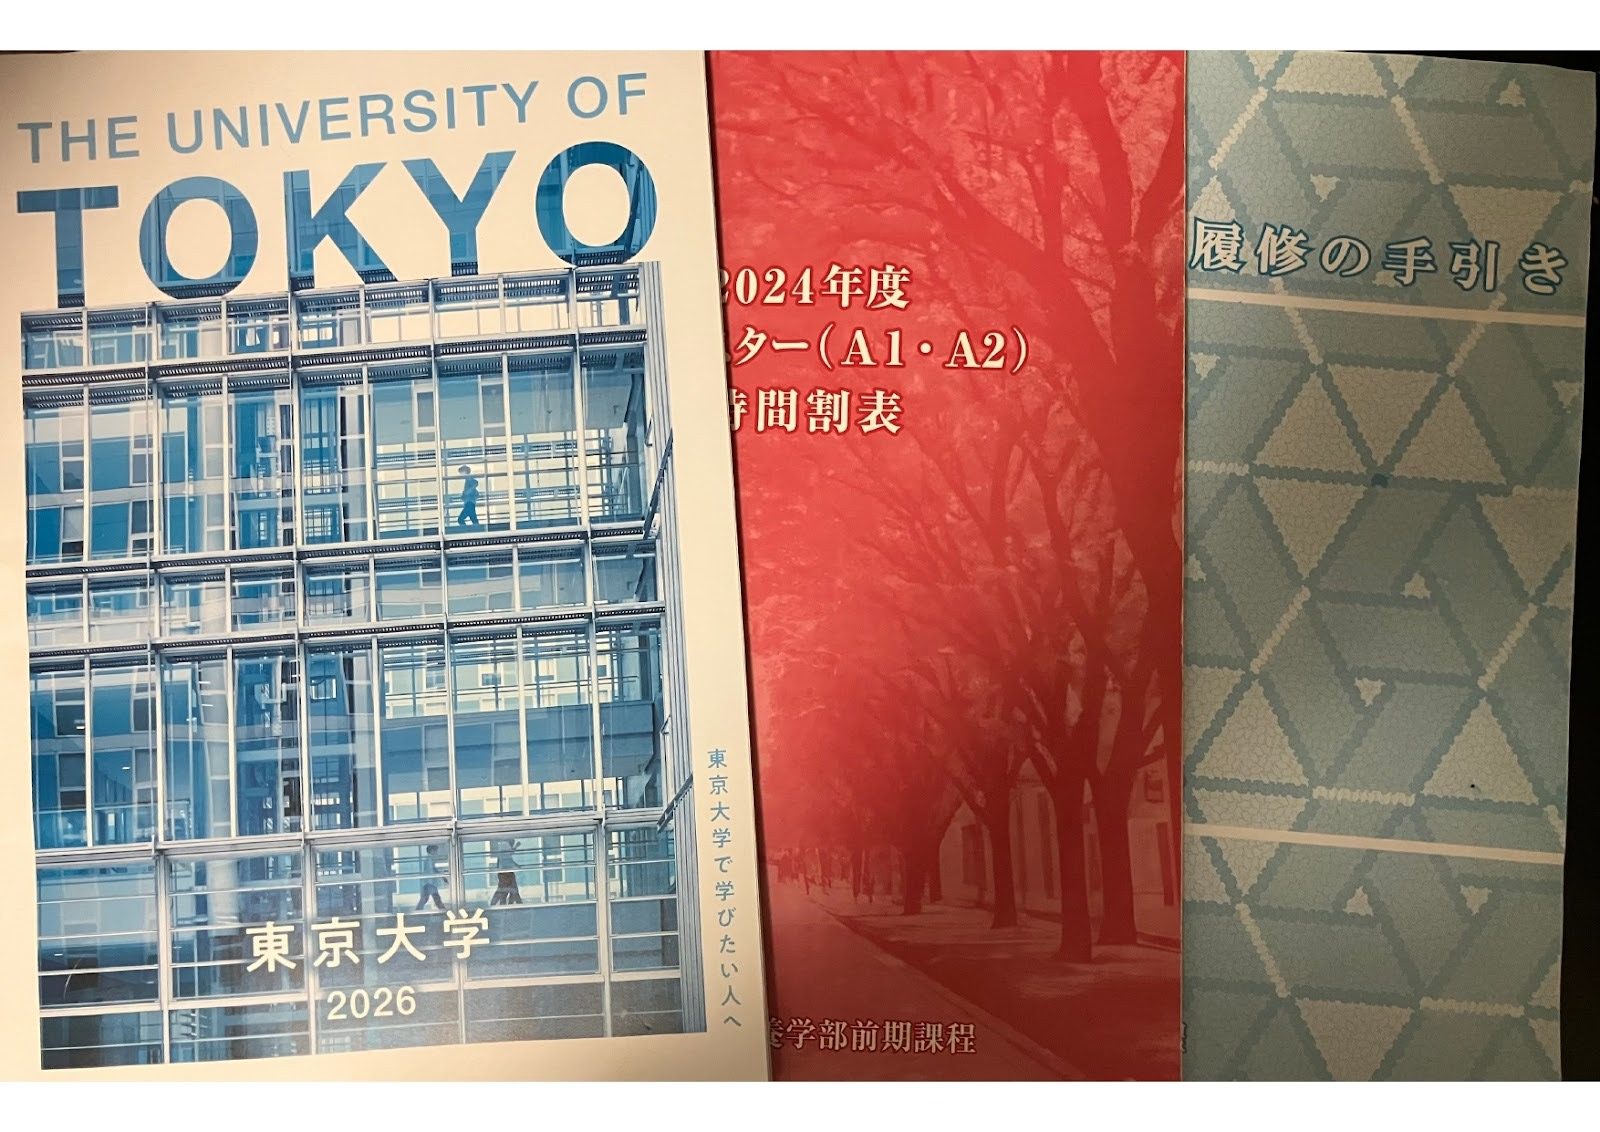 THE UNIVERSITY OF
TOKYO
東京大学
2026
東京大学で学びたい人へ
2024年度
スター(A1・A2)
時間割表
養学部前期課程
履修の手引き